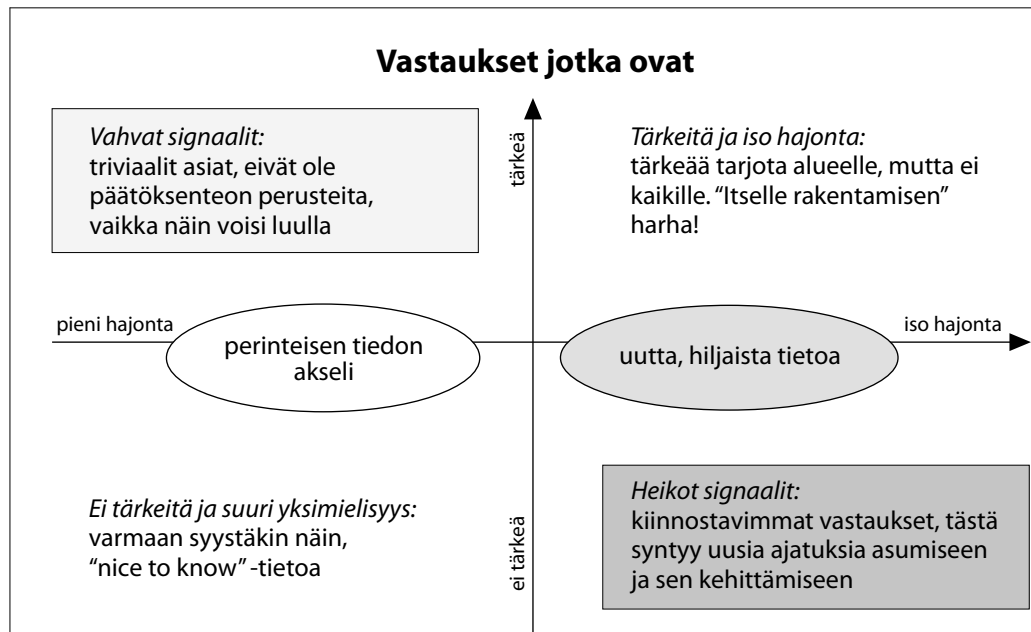 Vastaukset jotka ovat
Vahvat signaalit:
triviaalit asiat, eivät ole
päätöksenteon perusteita,
vaikka näin voisi luulla
tärkeä
Tärkeitä ja iso hajonta:
tärkeää tarjota alueelle, mutta ei
kaikille. “Itselle rakentamisen”
harha!
pieni hajonta
perinteisen tiedon
akseli
uutta, hiljaista tietoa
iso hajonta
Ei tärkeitä ja suuri yksimielisyys:
varmaan syystäkin näin,
“nice to know” -tietoa
ei tärkeä
Heikot signaalit:
kiinnostavimmat vastaukset, tästä
syntyy uusia ajatuksia asumiseen
ja sen kehittämiseen